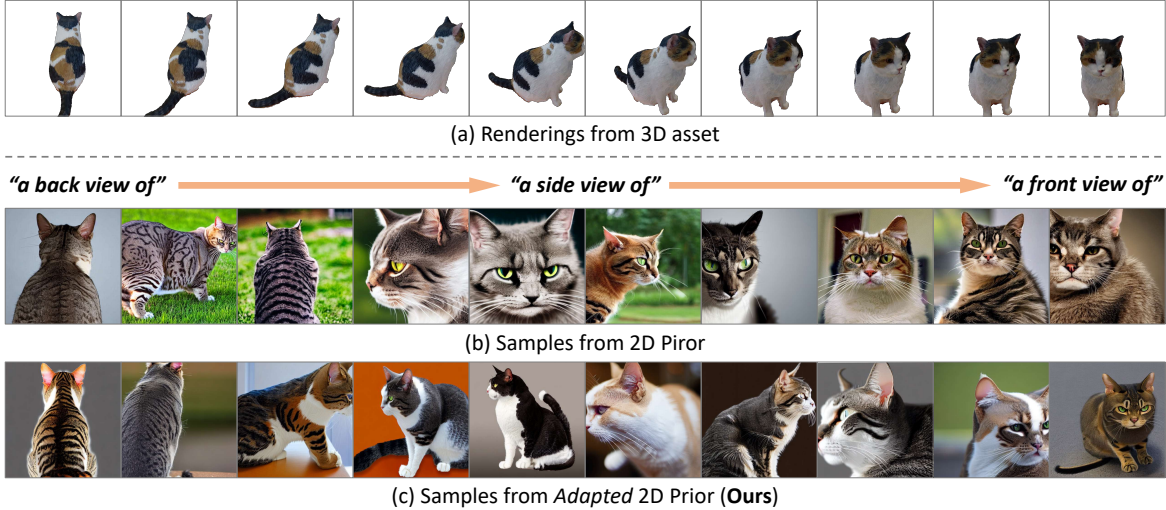 (a) Renderings from 3D asset
“a back view of” “a side view of” “a front view of”
(b) Samples from 2D Piror
(c) Samples from Adapted 2D Prior (Ours)